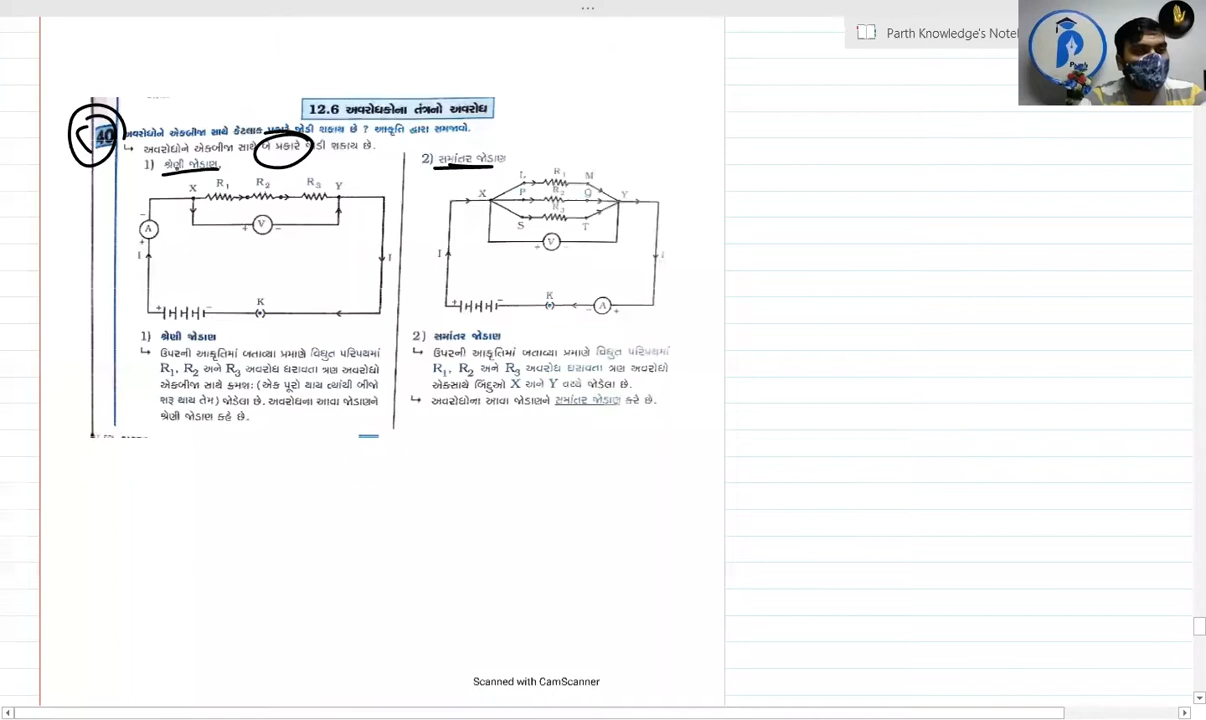 Parth Knowledge's Notel
Parth
12.6 અવરોધકોના તંત્રનો અવરોધ
40 અવરોધોને એકબીજા સાથે કેટલાક પ્રકારે જોડી શકાય છે ? આકૃતિ દ્વારા સમજાવો.
↳ અવરોધોને એકબીજા સાથે બે પ્રકારે જોડી શકાય છે.
1) શ્રેણી જોડાણ.
2) સમાંતર જોડાણ
X R1 R2 R3 Y
+ V −
− A +
I
I
+ − K
L R1 M
X P R2 Q Y
S R3 T
+ V −
I
I
+ − K − A +
1) શ્રેણી જોડાણ
↳ ઉપરની આકૃતિમાં બતાવ્યા પ્રમાણે વિદ્યુત પરિપથમાં
R1, R2 અને R3 અવરોધ ધરાવતા ત્રણ અવરોધો
એકબીજા સાથે ક્રમશઃ (એક પૂરો થાય ત્યાંથી બીજો
શરૂ થાય તેમ) જોડેલા છે. અવરોધના આવા જોડાણને
શ્રેણી જોડાણ કહે છે.
2) સમાંતર જોડાણ
↳ ઉપરની આકૃતિમાં બતાવ્યા પ્રમાણે વિદ્યુત પરિપથમાં
R1, R2 અને R3 અવરોધ ધરાવતા ત્રણ અવરોધો
એકસાથે બિંદુઓ X અને Y વચ્ચે જોડેલા છે.
↳ અવરોધોના આવા જોડાણને સમાંતર જોડાણ કહે છે.
Scanned with CamScanner